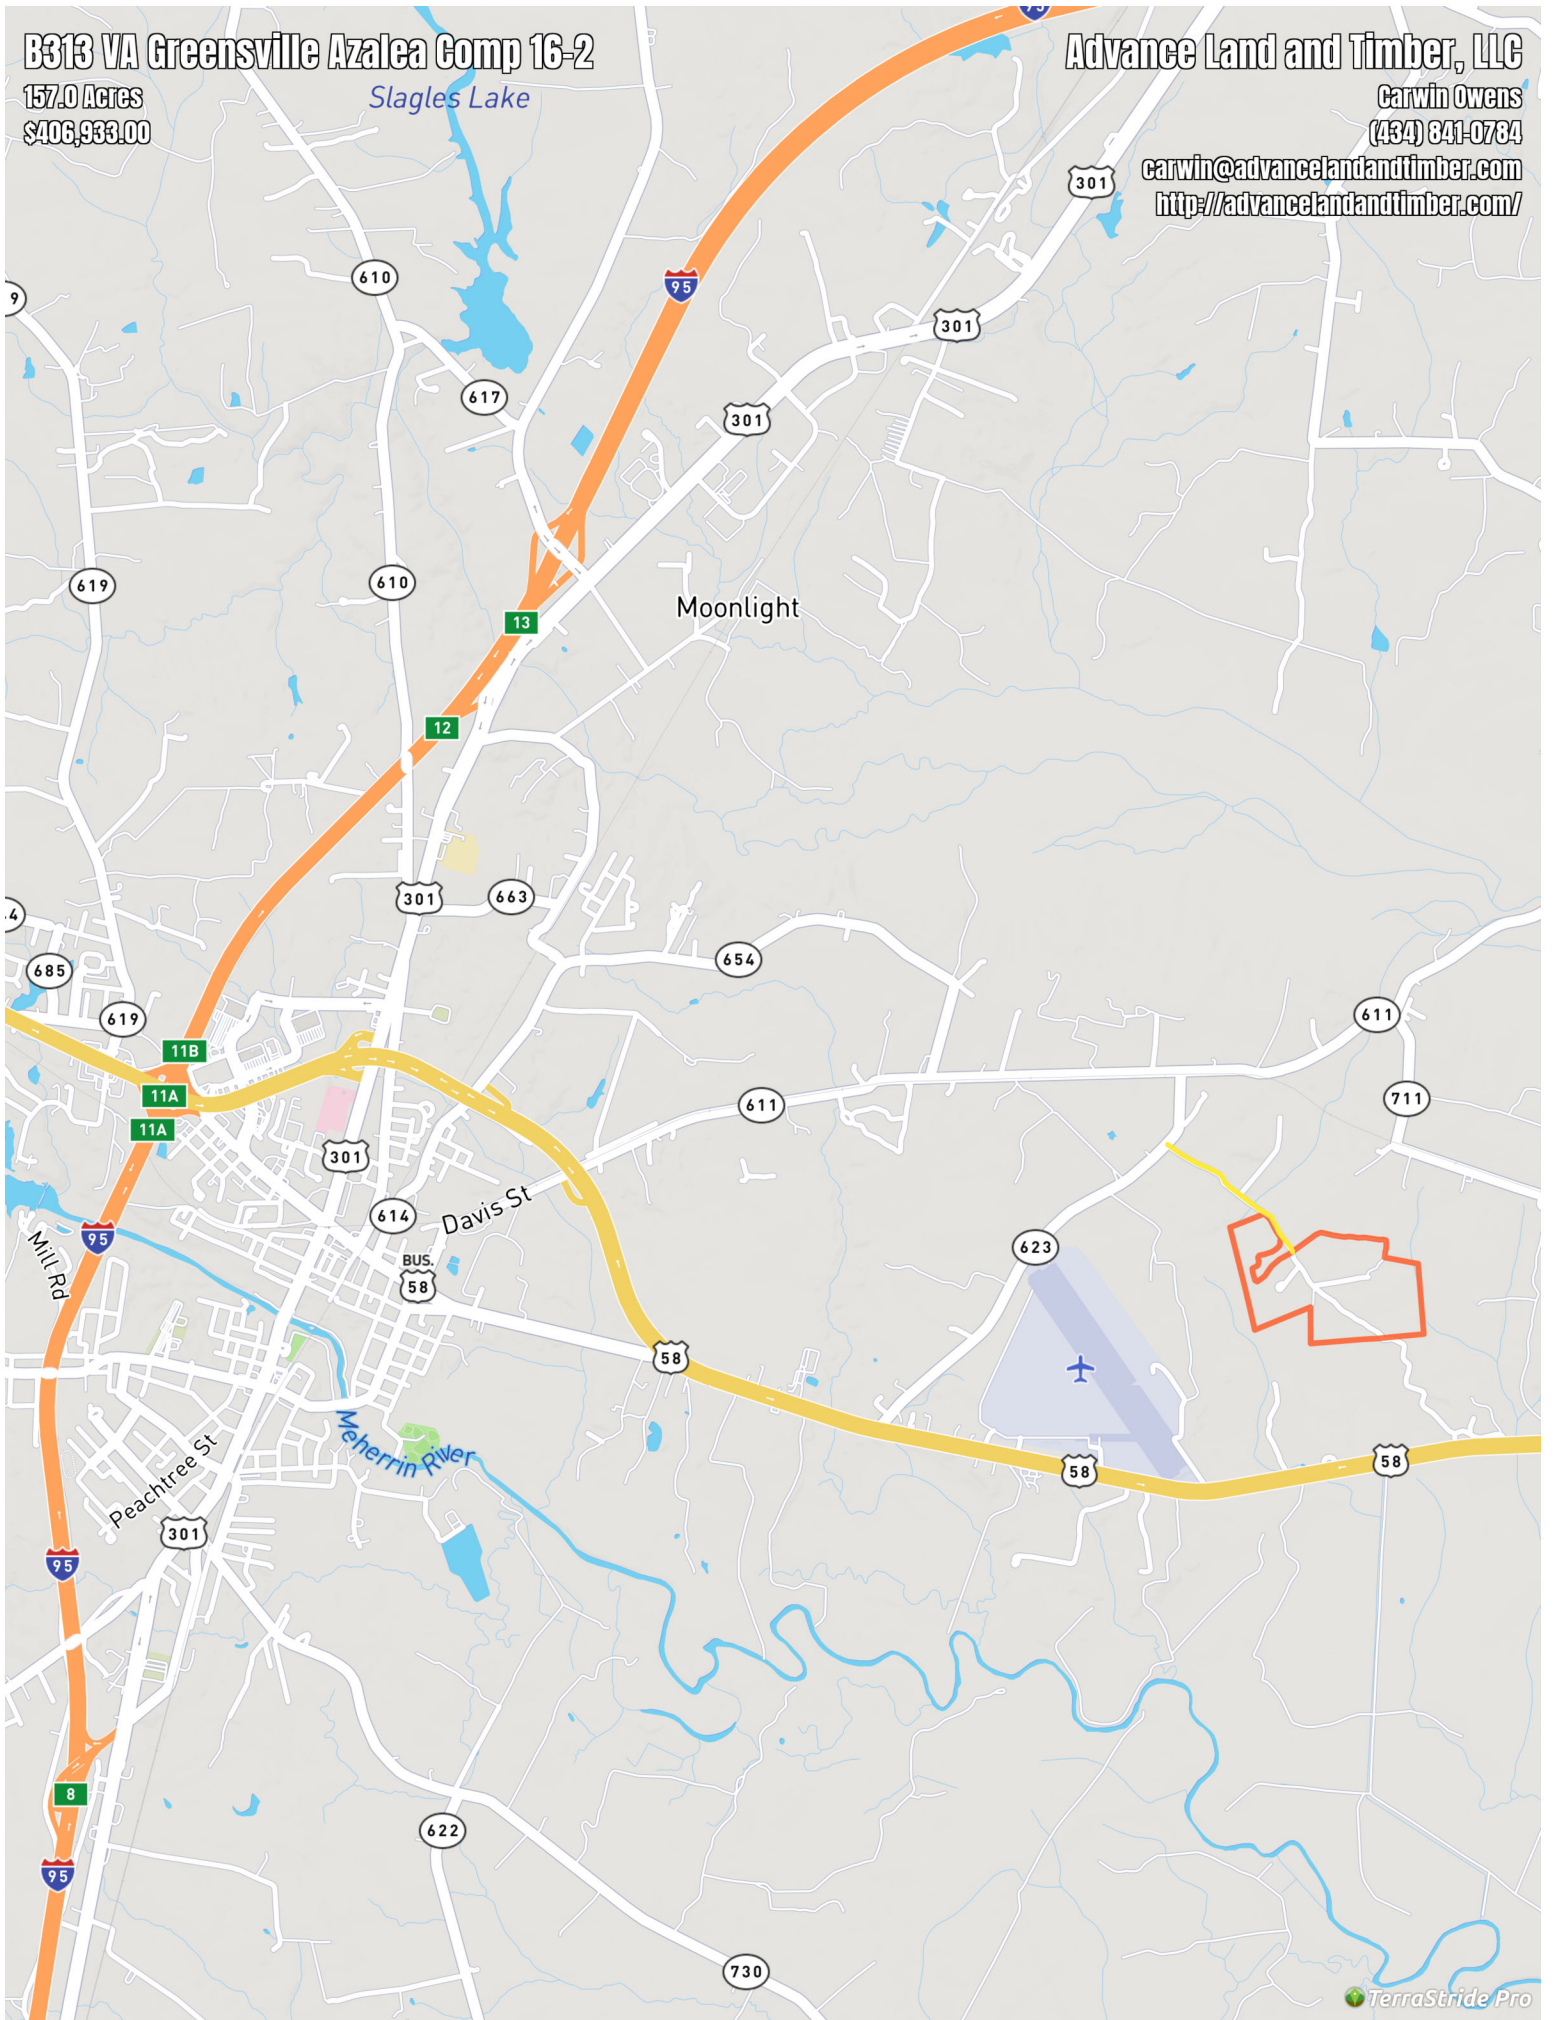 B313 VA Greensville Azalea Comp 16-2
157.0 Acres
$406,933.00
Advance Land and Timber, LLC
Carwin Owens
(434) 841-0784
carwin@advancelandandtimber.com
http://advancelandandtimber.com/
95
Slagles Lake
301
610
95
9
301
617
301
619
610
Moonlight
13
12
301
663
4
654
685
619
611
11B
11A
611
711
11A
301
614
Davis St
95
Mill Rd
623
BUS.
58
58
Meherrin River
Peachtree St
58
58
301
95
8
622
95
730
TerraStride Pro